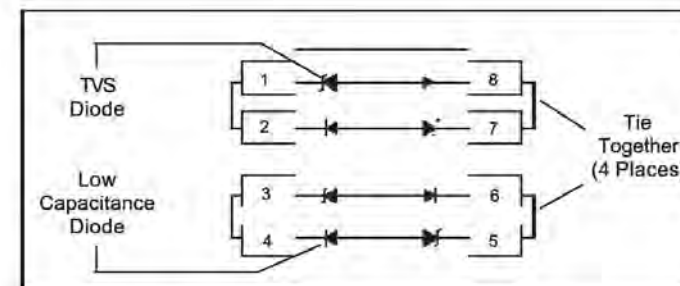 TVS
Diode
Low
Capacitance
Diode
1
8
2
7
3
6
4
5
Tie
Together
(4 Places